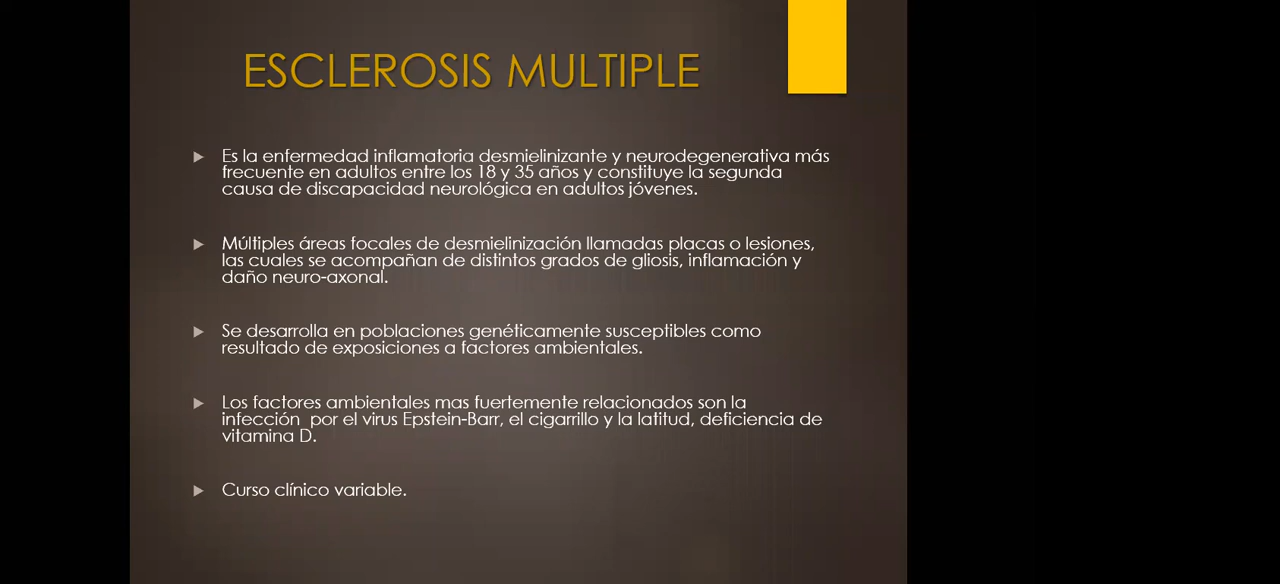 ESCLEROSIS MULTIPLE
Es la enfermedad inflamatoria desmielinizante y neurodegenerativa más
frecuente en adultos entre los 18 y 35 años y constituye la segunda
causa de discapacidad neurológica en adultos jóvenes.
Múltiples áreas focales de desmielinización llamadas placas o lesiones,
las cuales se acompañan de distintos grados de gliosis, inflamación y
daño neuro-axonal.
Se desarrolla en poblaciones genéticamente susceptibles como
resultado de exposiciones a factores ambientales.
Los factores ambientales mas fuertemente relacionados son la
infección  por el virus Epstein-Barr, el cigarrillo y la latitud, deficiencia de
vitamina D.
Curso clínico variable.